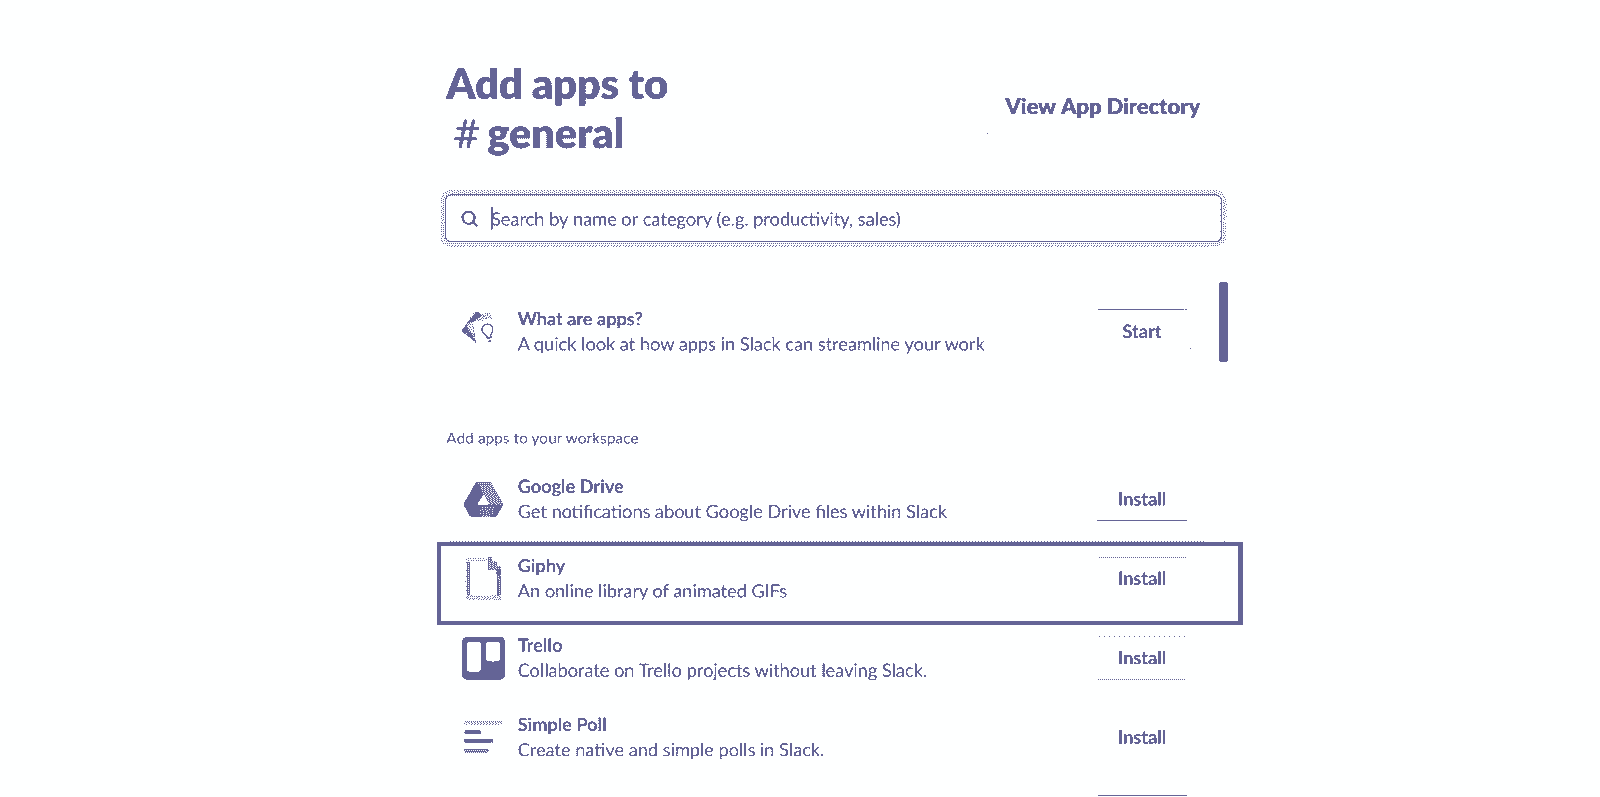 Add apps to
# general
View App Directory
Search by name or category (e.g. productivity, sales)
What are apps?
A quick look at how apps in Slack can streamline your work
Start
Add apps to your workspace
Google Drive
Get notifications about Google Drive files within Slack
Install
Giphy
An online library of animated GIFs
Install
Trello
Collaborate on Trello projects without leaving Slack.
Install
Simple Poll
Create native and simple polls in Slack.
Install